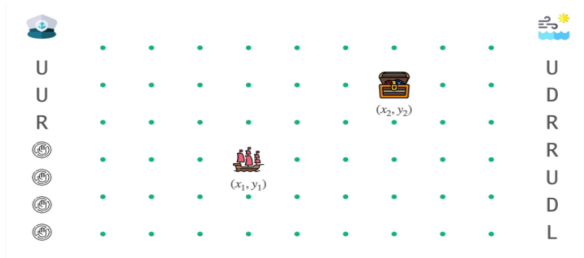 U U
U D
(x₂, y₂)
R R
R
(x₁, y₁)
U
D
L